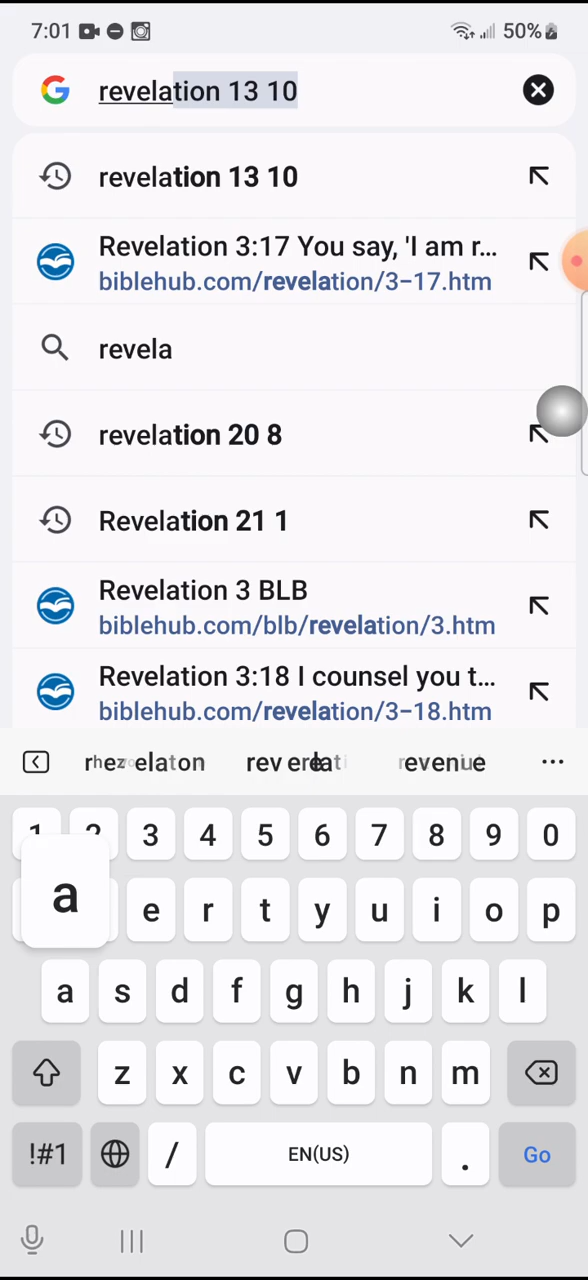 7:01 50%
revelation 13 10
revelation 13 10
Revelation 3:17 You say, 'I am r...
biblehub.com/revelation/3-17.htm
revela
revelation 20 8
Revelation 21 1
Revelation 3 BLB
biblehub.com/blb/revelation/3.htm
Revelation 3:18 I counsel you t...
biblehub.com/revelation/3-18.htm
revenue
1 2 3 4 5 6 7 8 9 0
a e r t y u i o p
a s d f g h j k l
z x c v b n m
!#1 / EN(US) . Go